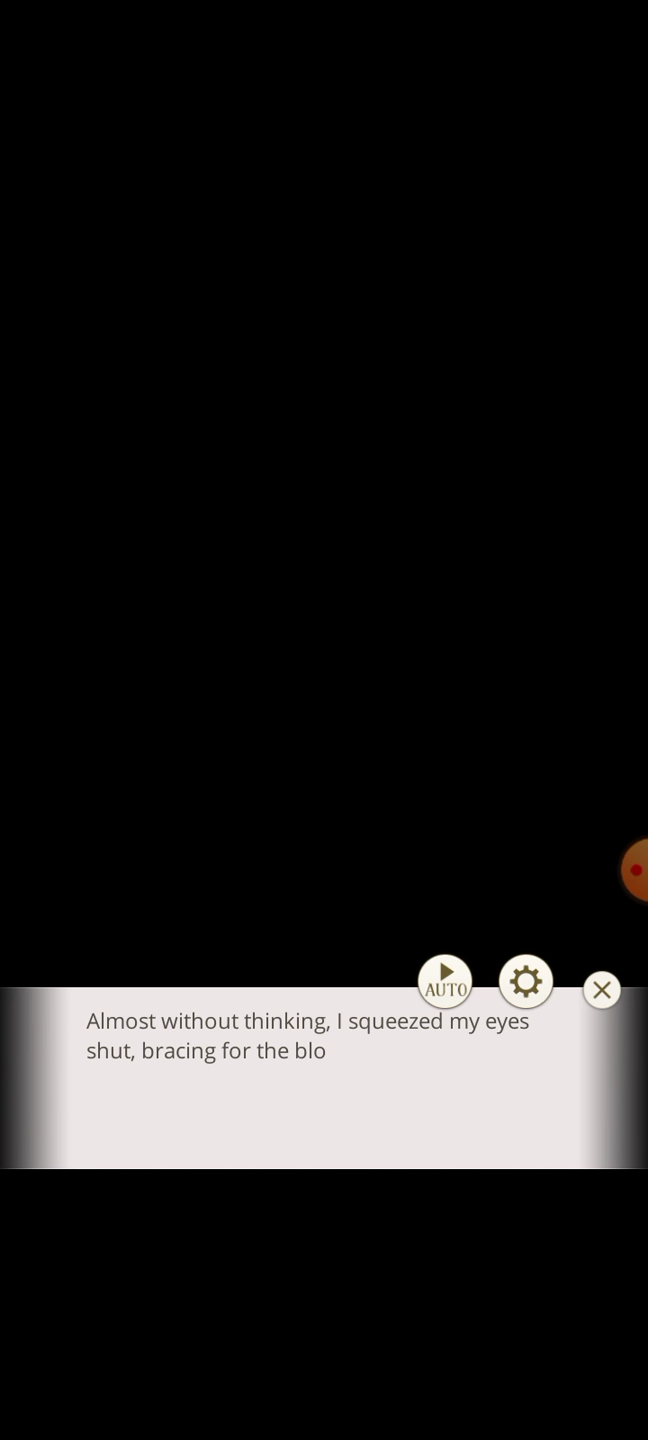 AUTO
Almost without thinking, I squeezed my eyes
shut, bracing for the blo